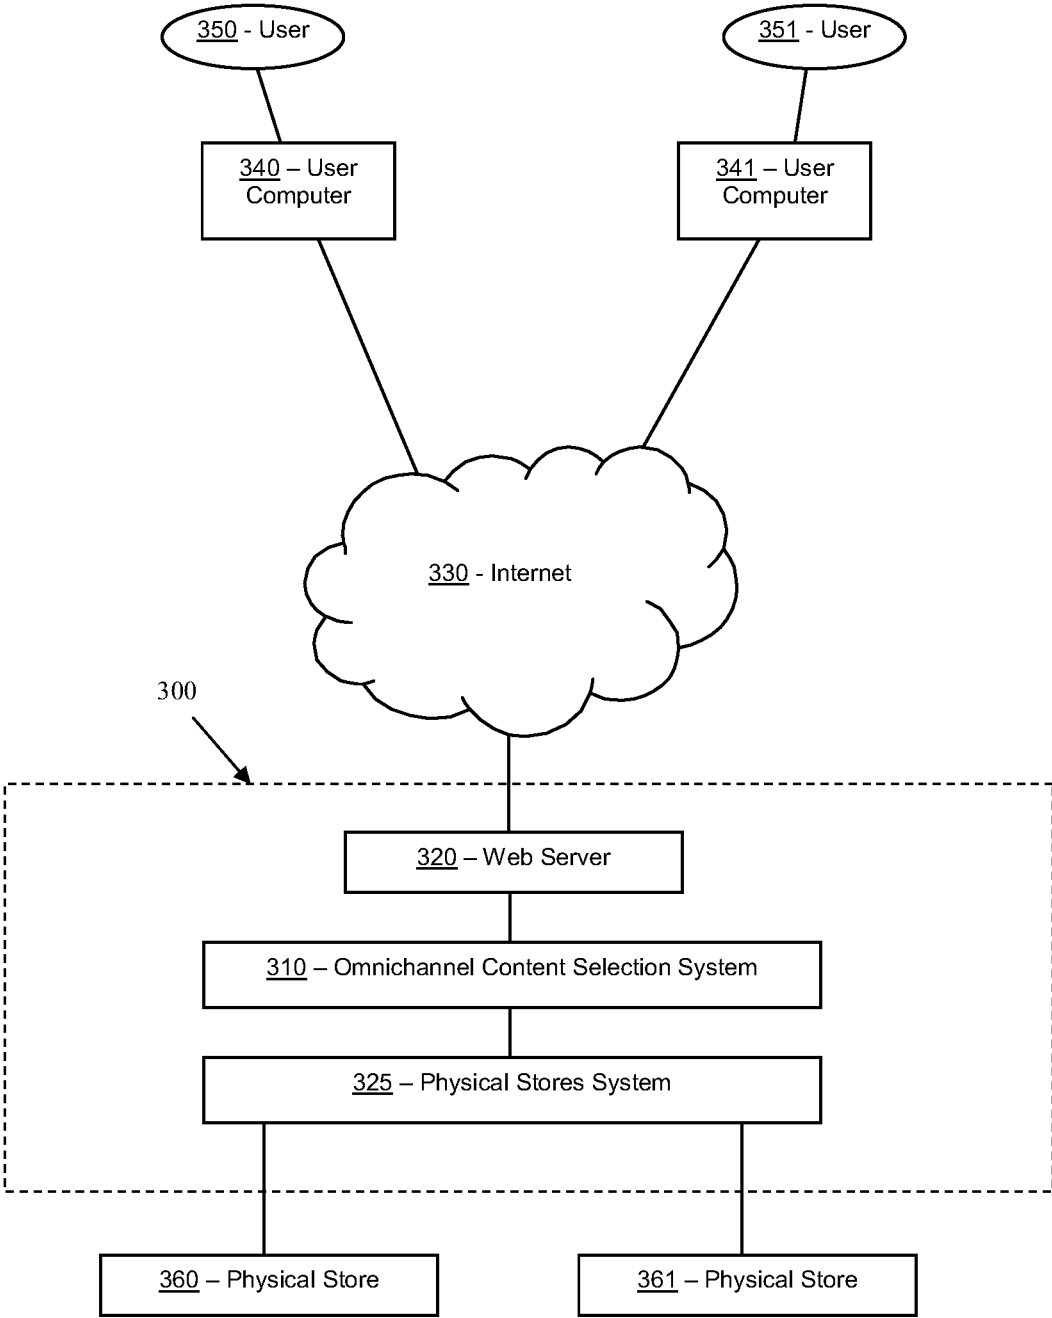 350 - User
351 - User
340 – User
Computer
341 – User
Computer
330 - Internet
300
320 – Web Server
310 – Omnichannel Content Selection System
325 – Physical Stores System
360 – Physical Store
361 – Physical Store